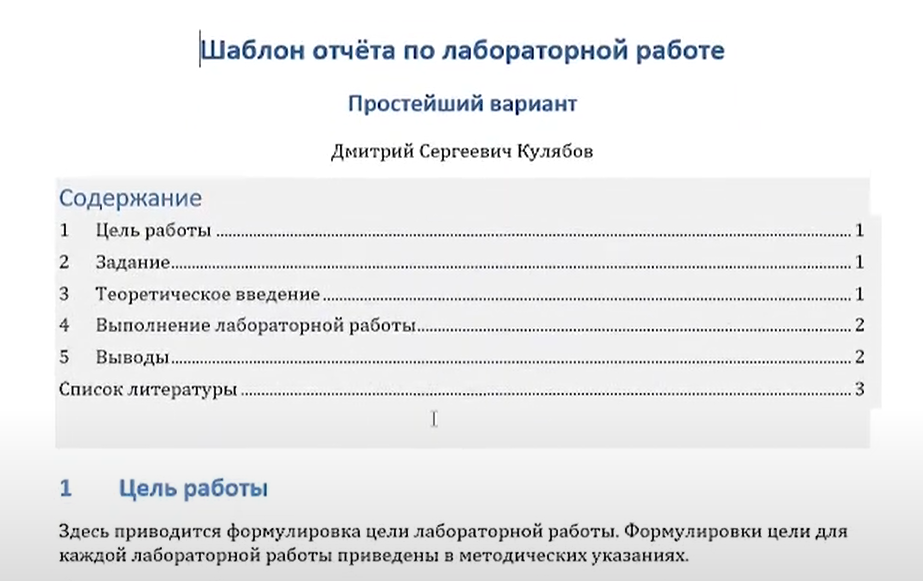 Шаблон отчёта по лабораторной работе
Простейший вариант
Дмитрий Сергеевич Кулябов
Содержание
1 Цель работы 1
2 Задание 1
3 Теоретическое введение 1
4 Выполнение лабораторной работы 2
5 Выводы 2
Список литературы 3
1 Цель работы
Здесь приводится формулировка цели лабораторной работы. Формулировки цели для
каждой лабораторной работы приведены в методических указаниях.